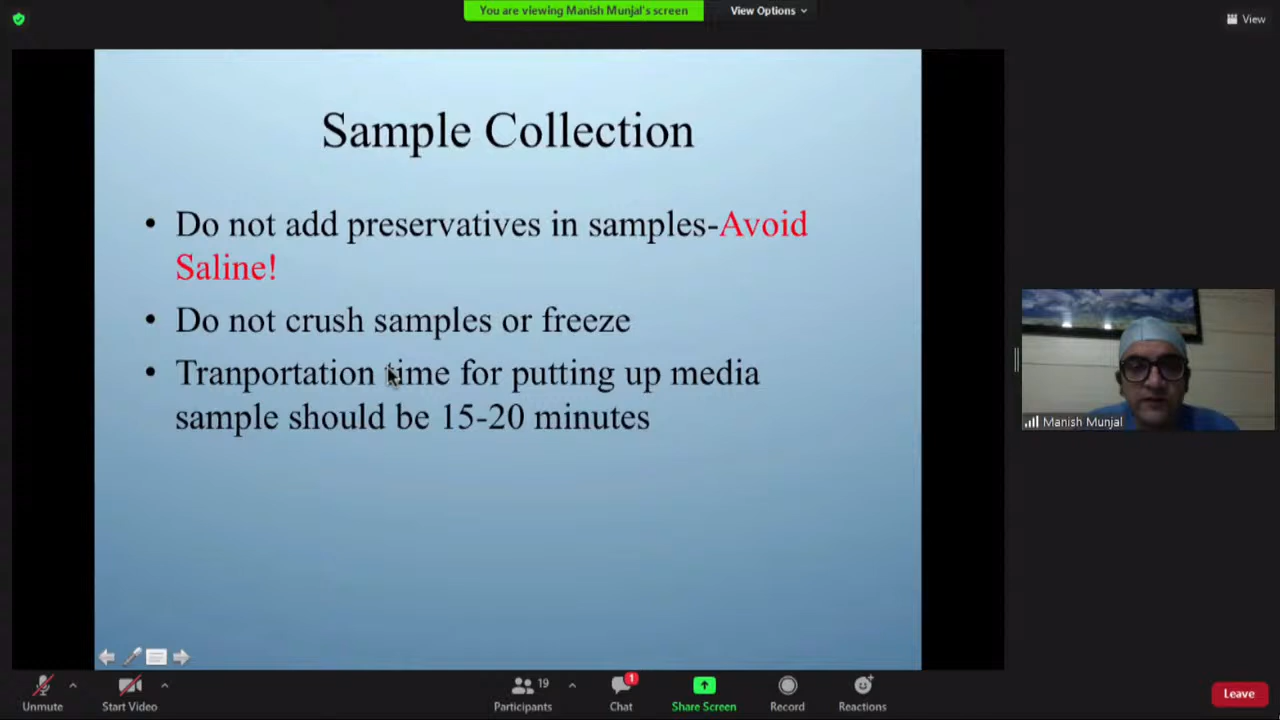 You are viewing Manish Munjal's screen
View Options
View
Sample Collection
• Do not add preservatives in samples-Avoid
Saline!
• Do not crush samples or freeze
• Tranportation time for putting up media
sample should be 15-20 minutes
Manish Munjal
Unmute
Start Video
19
Participants
1
Chat
Share Screen
Record
Reactions
Leave